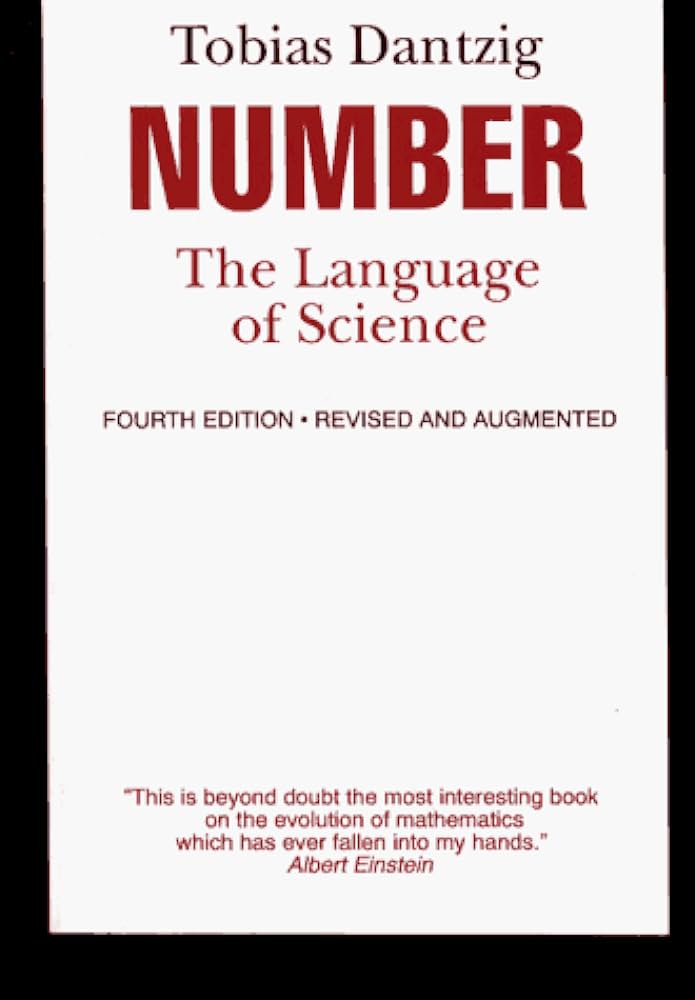 Tobias Dantzig
NUMBER
The Language
of Science
FOURTH EDITION • REVISED AND AUGMENTED
“This is beyond doubt the most interesting book
on the evolution of mathematics
which has ever fallen into my hands.”
Albert Einstein